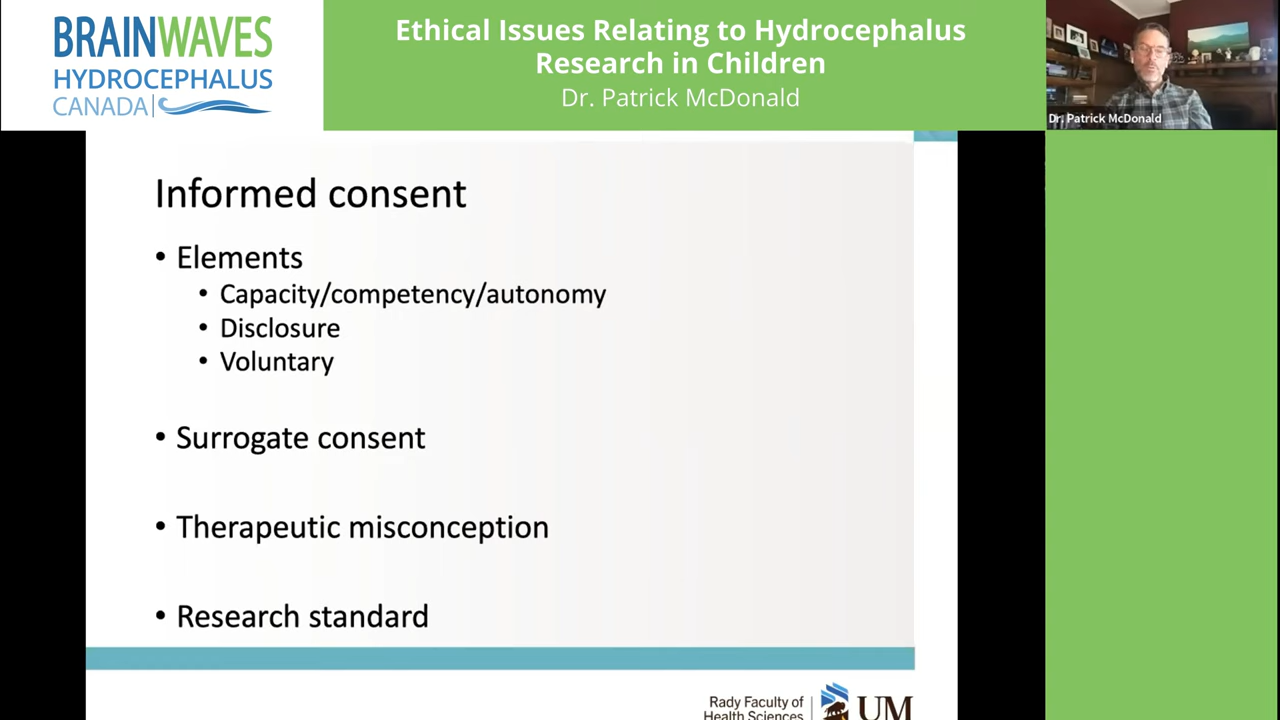 BRAINWAVES
HYDROCEPHALUS
CANADA
Ethical Issues Relating to Hydrocephalus
Research in Children
Dr. Patrick McDonald
Dr. Patrick McDonald
Informed consent
• Elements
• Capacity/competency/autonomy
• Disclosure
• Voluntary
• Surrogate consent
• Therapeutic misconception
• Research standard
Rady Faculty of
Health Sciences
UM